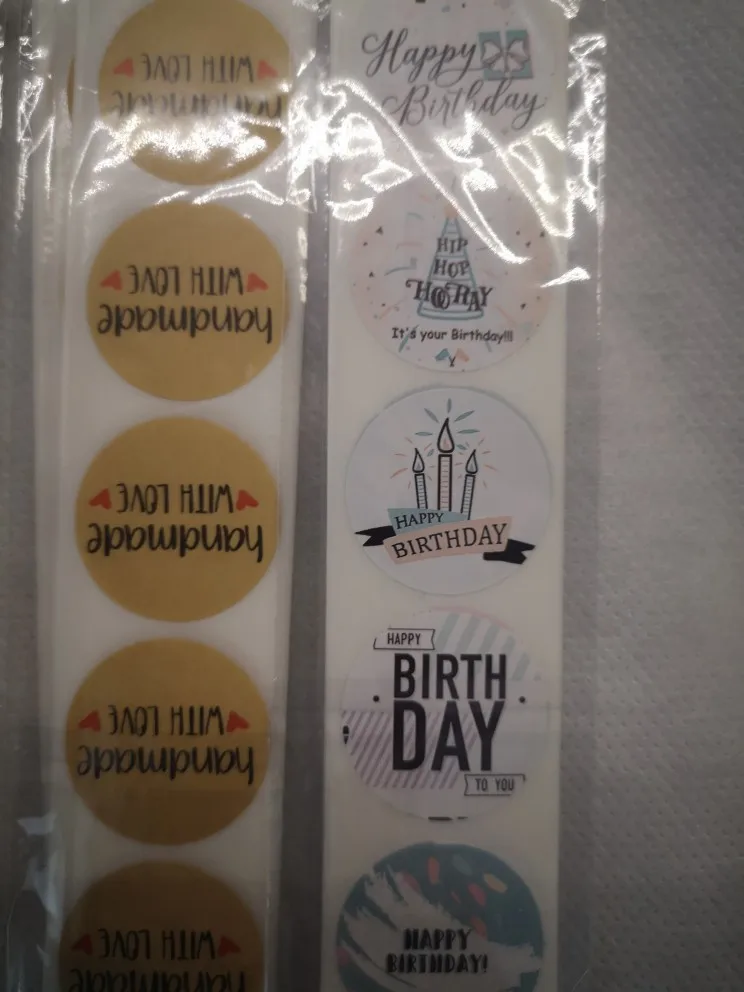 handmade
WITH LOVE
handmade
WITH LOVE
handmade
WITH LOVE
handmade
WITH LOVE
handmade
WITH LOVE
Happy
Birthday
HIP
HOP
HOORAY
It's your Birthday!!!
HAPPY
BIRTHDAY
HAPPY
BIRTH
DAY
TO YOU
HAPPY
BIRTHDAY!